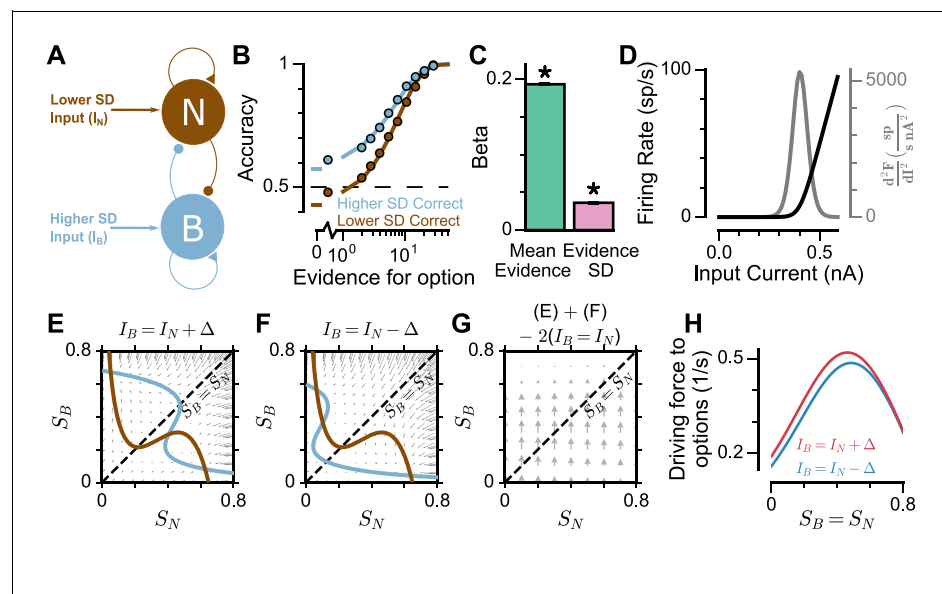 A
Lower SD
Input (I_N)
N
Higher SD
Input (I_B)
B
B
Accuracy
1
0.5
Higher SD Correct
Lower SD Correct
0
10^0
10^1
Evidence for option
C
Beta
0.2
0
Mean
Evidence
Evidence
SD
D
Firing Rate (sp/s)
100
0
0.0
0.5
Input Current (nA)
5000
0
d²F/dI² (sp/s nA²)
E
I_B = I_N + Δ
S_B
0.8
0
S_B = S_N
0
0.8
S_N
F
I_B = I_N − Δ
S_B
0.8
0
S_B = S_N
0
0.8
S_N
G
(E) + (F)
− 2(I_B = I_N)
S_B
0.8
0
S_B = S_N
0
0.8
S_N
H
Driving force to
options (1/s)
0.5
0.2
I_B = I_N + Δ
I_B = I_N − Δ
0
0.8
S_B = S_N